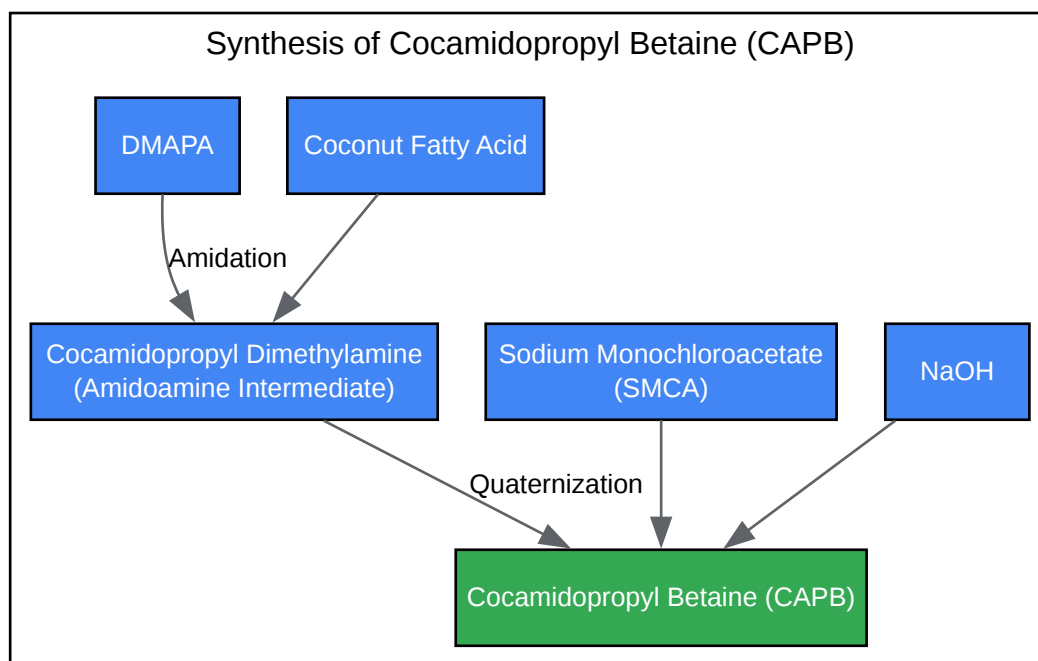 Synthesis of Cocamidopropyl Betaine (CAPB)
DMAPA
Coconut Fatty Acid
Amidation
Cocamidopropyl Dimethylamine
(Amidoamine Intermediate)
Sodium Monochloroacetate
(SMCA)
NaOH
Quaternization
Cocamidopropyl Betaine (CAPB)